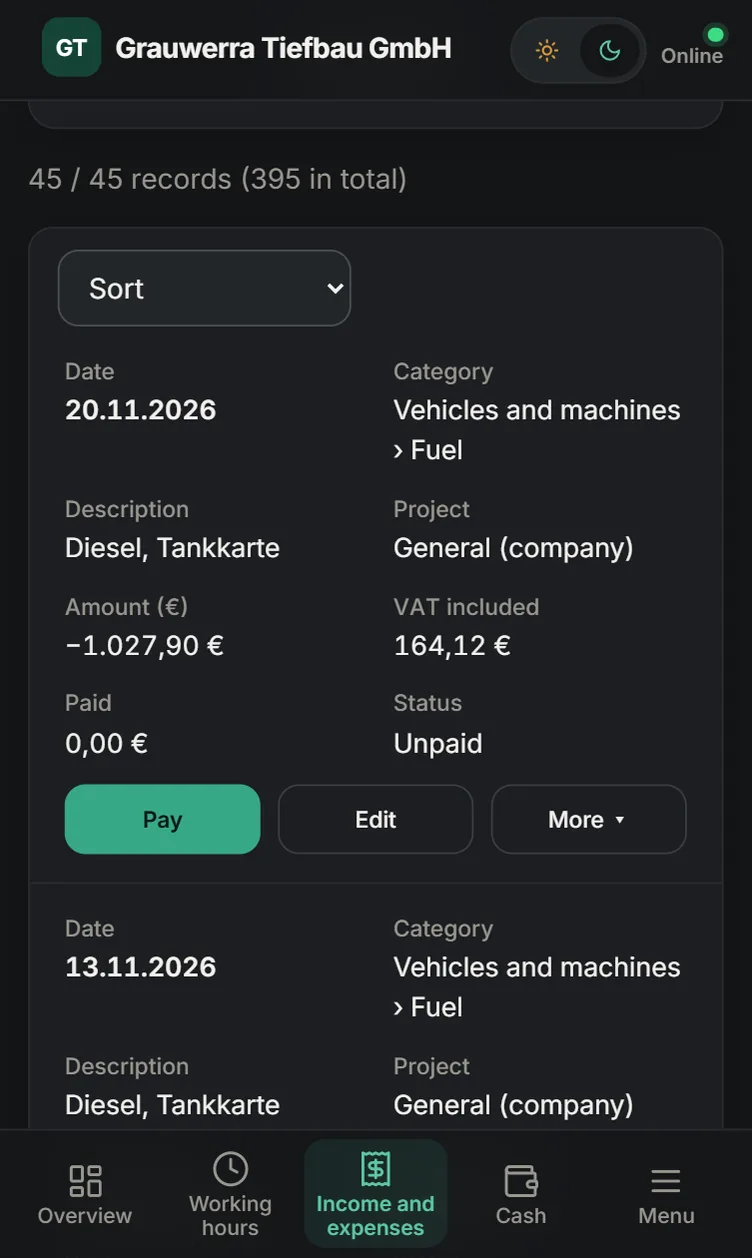 GT
Grauwerra Tiefbau GmbH
Online
45 / 45 records (395 in total)
Sort
Date
20.11.2026
Category
Vehicles and machines
› Fuel
Description
Diesel, Tankkarte
Project
General (company)
Amount (€)
−1.027,90 €
VAT included
164,12 €
Paid
0,00 €
Status
Unpaid
Pay
Edit
More ▾
Date
13.11.2026
Category
Vehicles and machines
› Fuel
Description
Diesel, Tankkarte
Project
General (company)
Overview
Working
hours
Income and
expenses
Cash
Menu